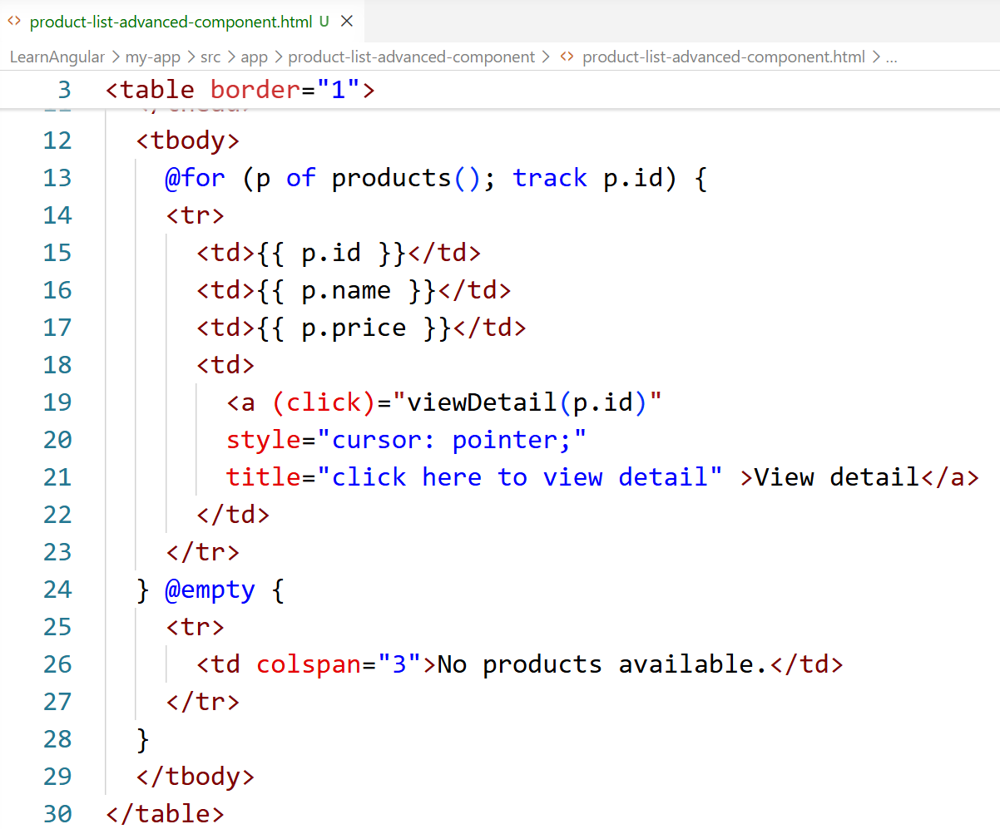 product-list-advanced-component.html U
LearnAngular > my-app > src > app > product-list-advanced-component > product-list-advanced-component.html > ...
3 <table border="1">
12 <tbody>
13 @for (p of products(); track p.id) {
14 <tr>
15 <td>{{ p.id }}</td>
16 <td>{{ p.name }}</td>
17 <td>{{ p.price }}</td>
18 <td>
19 <a (click)="viewDetail(p.id)"
20 style="cursor: pointer;"
21 title="click here to view detail" >View detail</a>
22 </td>
23 </tr>
24 } @empty {
25 <tr>
26 <td colspan="3">No products available.</td>
27 </tr>
28 }
29 </tbody>
30 </table>